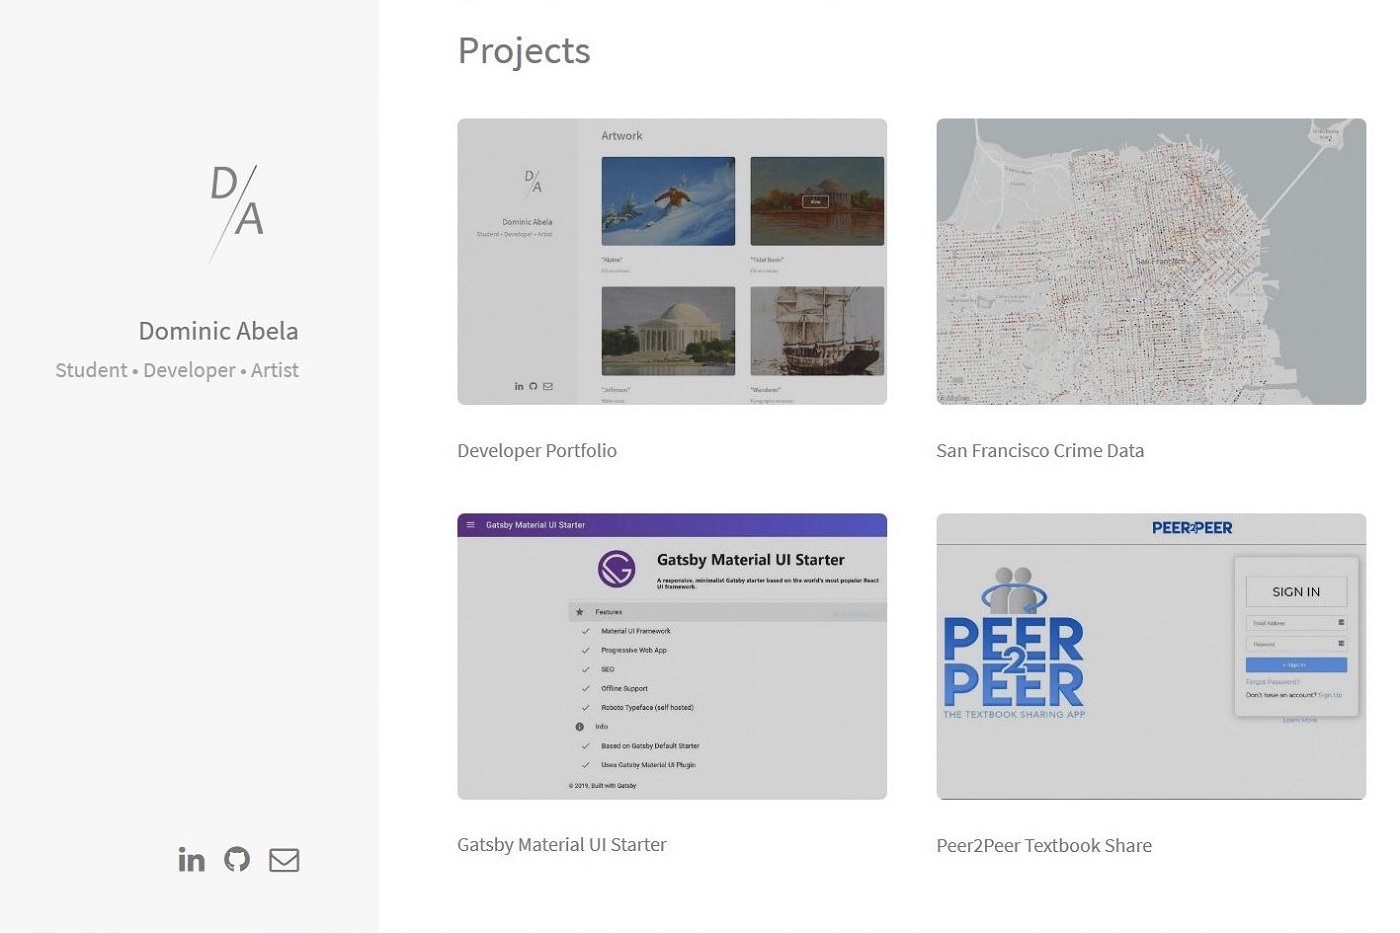 D
A
Dominic Abela
Student • Developer • Artist
Projects
Artwork
D
A
Dominic Abela
Student • Developer • Artist
"Alpine"
"Tidal Basin"
"Jefferson"
"Wanderer"
Developer Portfolio
San Francisco
San Francisco Crime Data
Gatsby Material UI Starter
Gatsby Material UI Starter
A responsive, minimalist Gatsby starter based on the world's most popular React
UI framework.
Features
Material UI Framework
Progressive Web App
SEO
Offline Support
Roboto Typeface (self hosted)
Info
Based on Gatsby Default Starter
Uses Gatsby Material UI Plugin
© 2019, Built with Gatsby
Gatsby Material UI Starter
PEER2PEER
PEER
2
PEER
THE TEXTBOOK SHARING APP
SIGN IN
Email Address
Password
Sign In
Forgot Password?
Don't have an account? Sign Up
Learn More
Peer2Peer Textbook Share